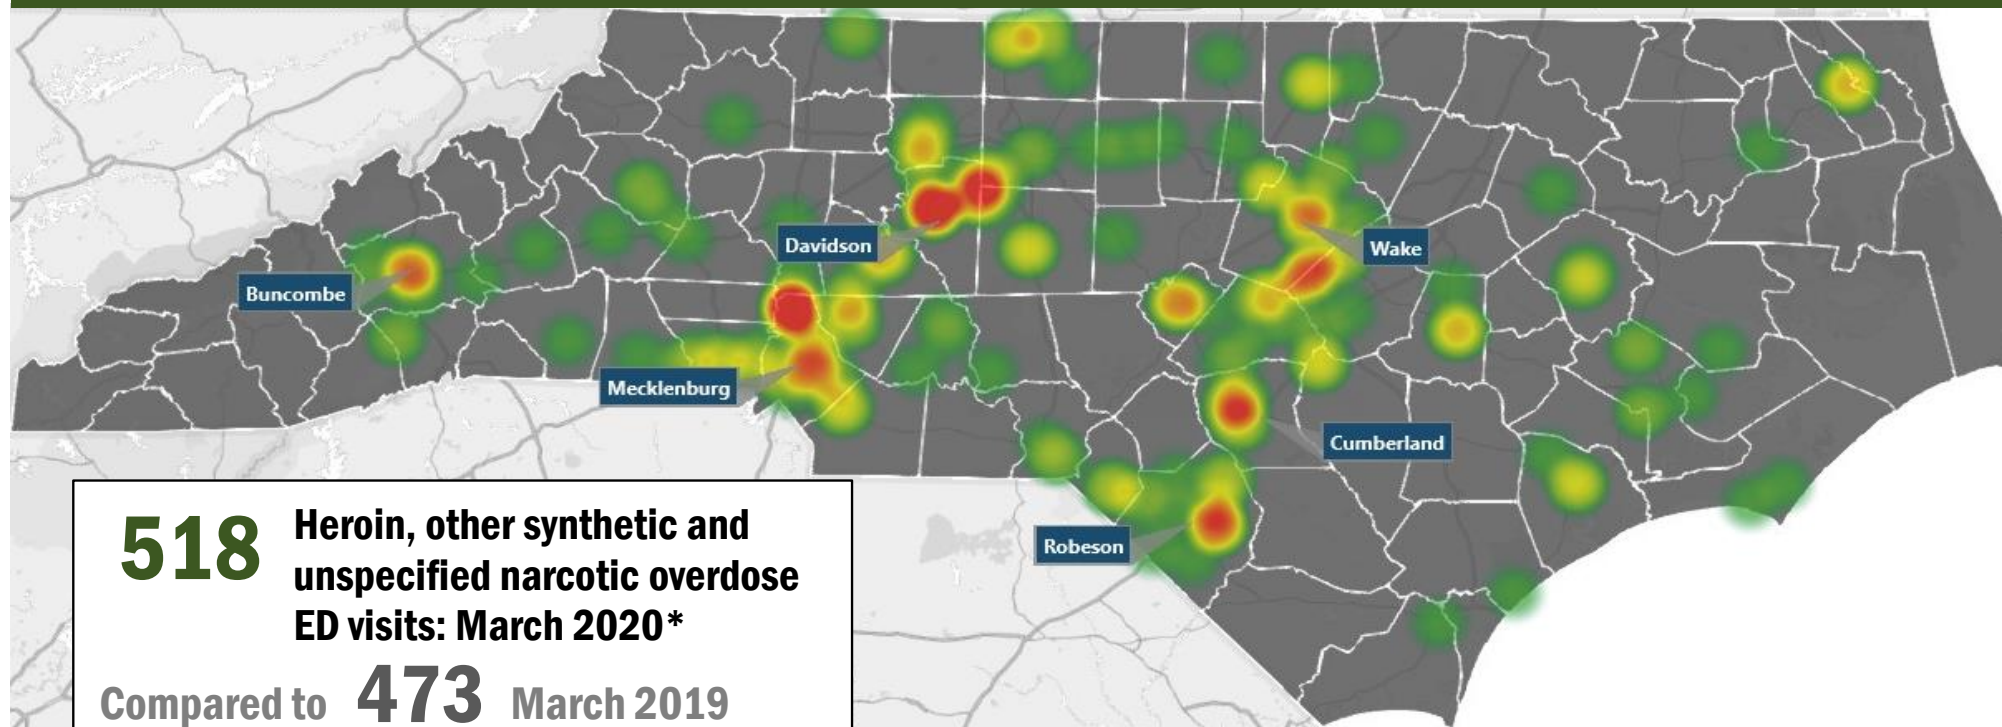 Davidson
Wake
Buncombe
Mecklenburg
Cumberland
Robeson
518
Heroin, other synthetic and
unspecified narcotic overdose
ED visits: March 2020*
Compared to 473 March 2019